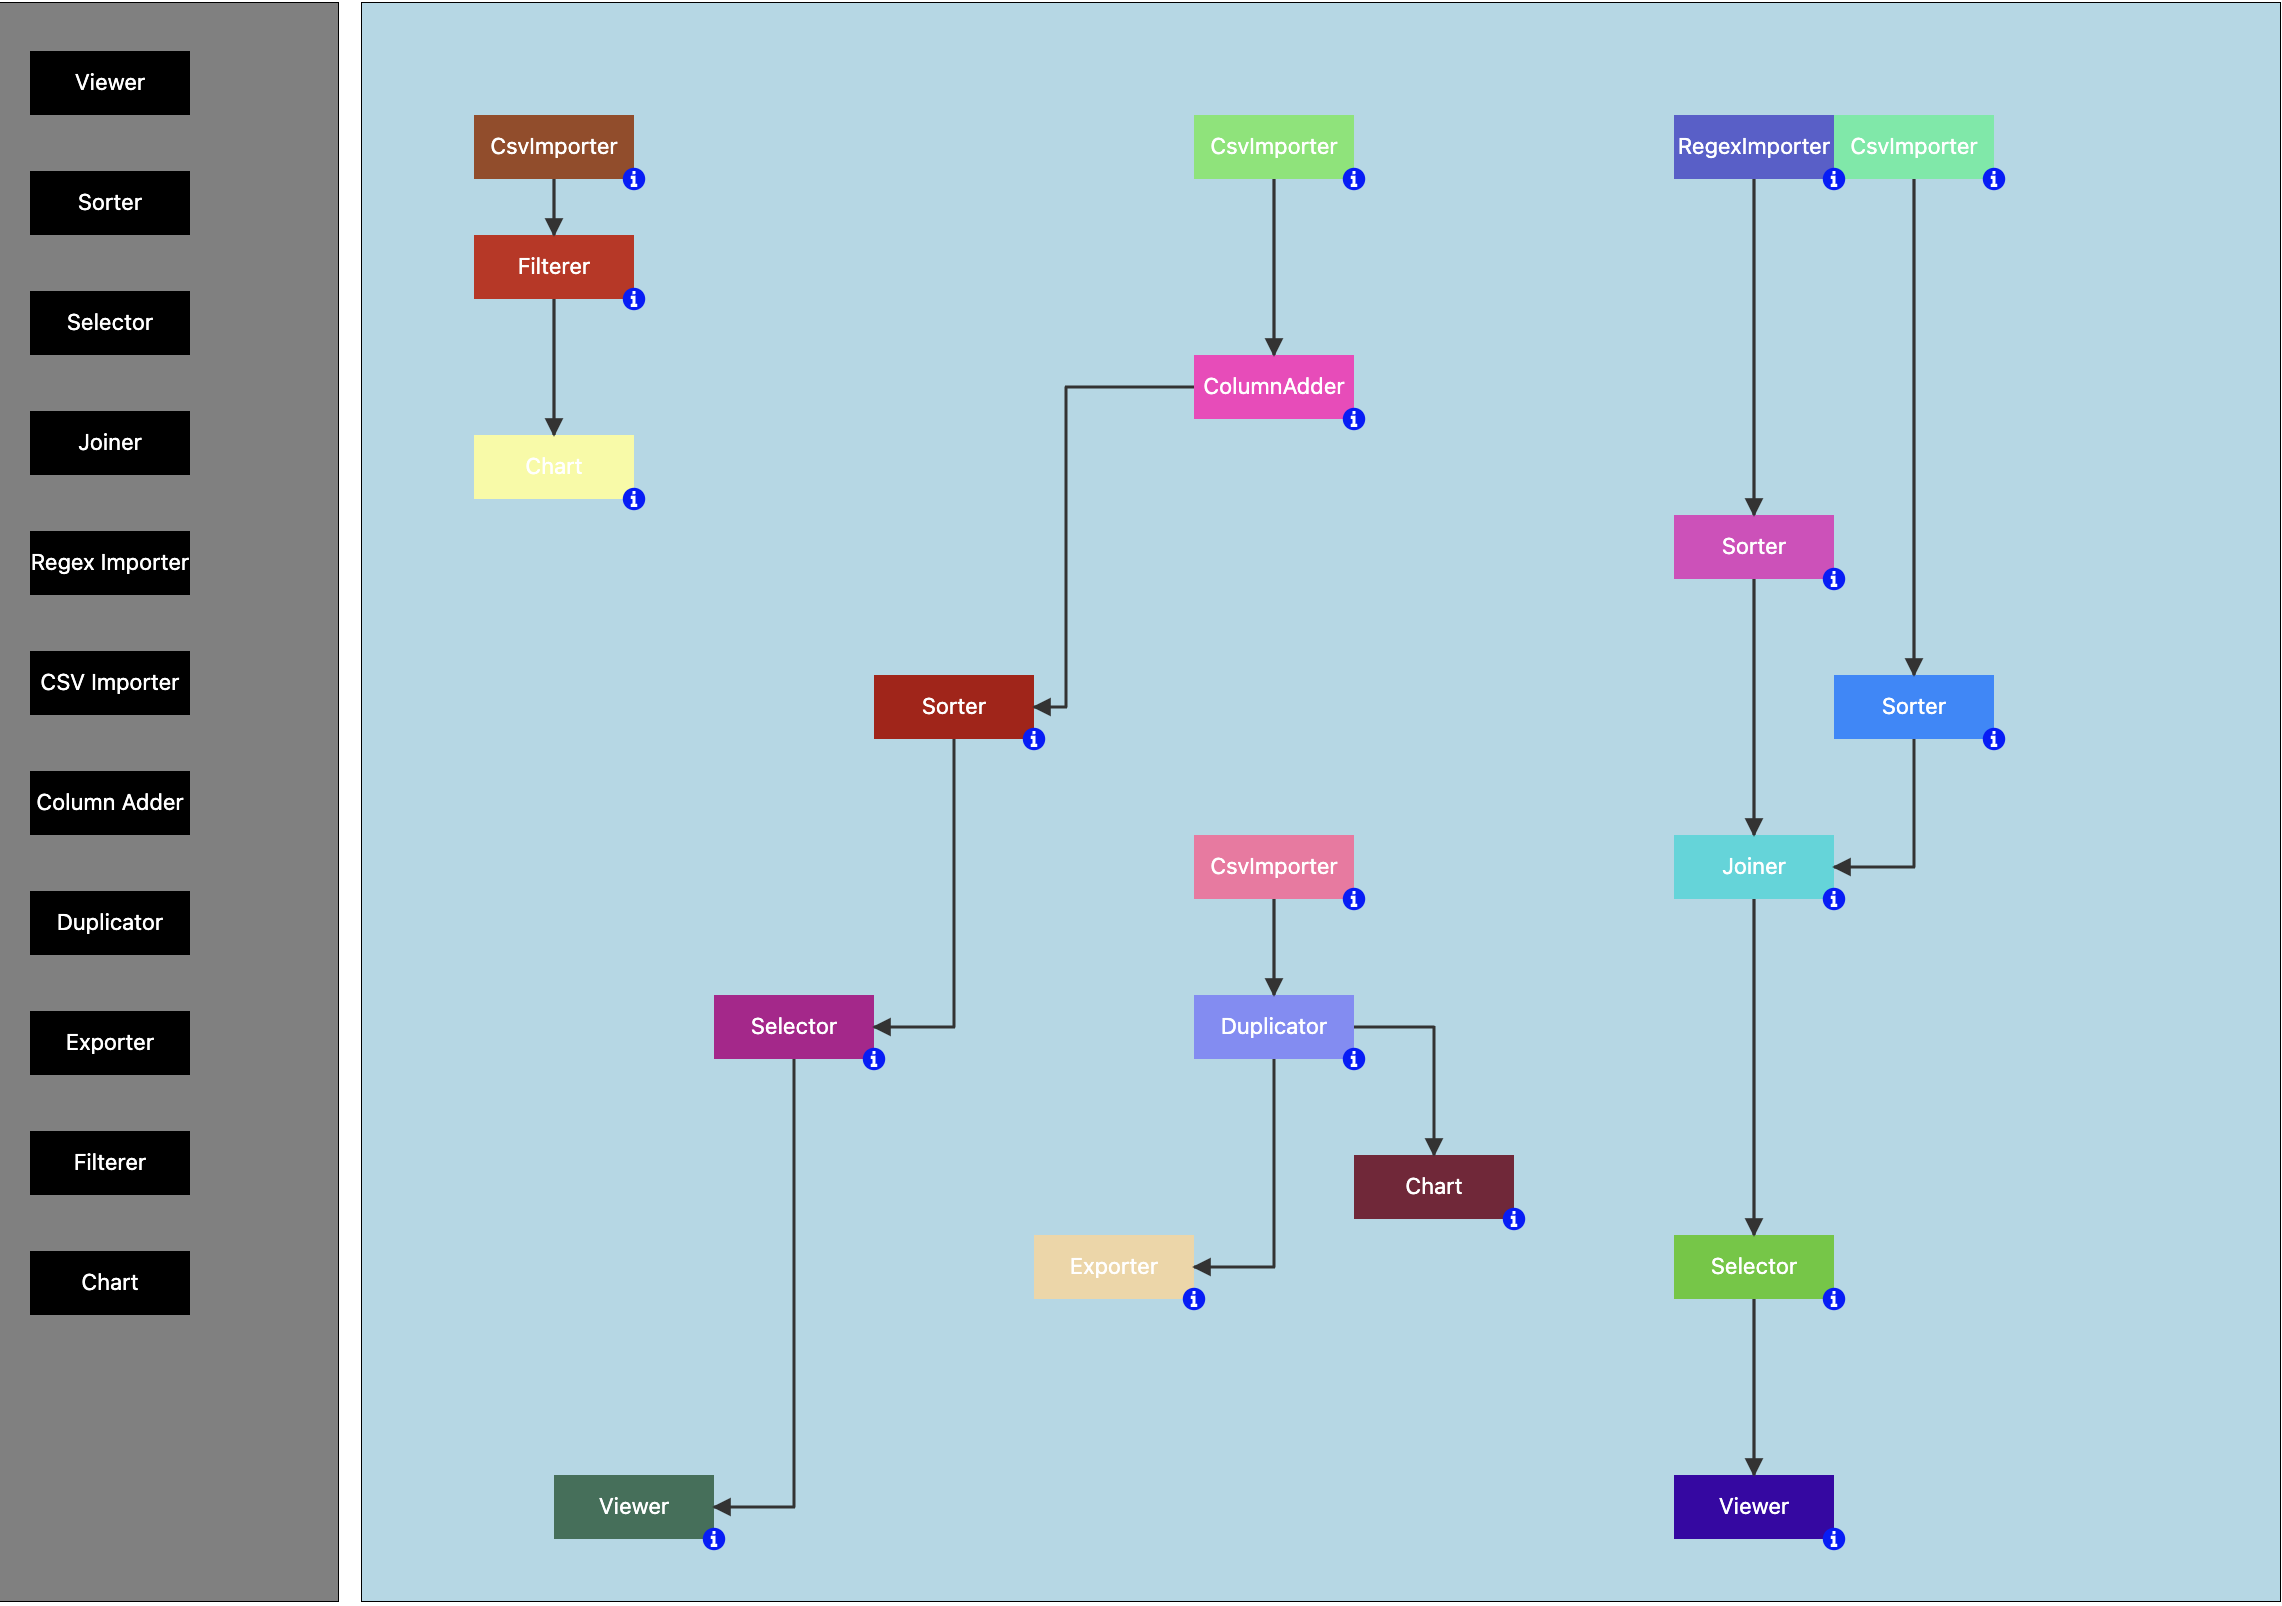 Viewer
Sorter
Selector
Joiner
Regex Importer
CSV Importer
Column Adder
Duplicator
Exporter
Filterer
Chart
CsvImporter
CsvImporter
RegexImporter
CsvImporter
Filterer
ColumnAdder
Chart
Sorter
Sorter
Sorter
CsvImporter
Joiner
Selector
Duplicator
Chart
Exporter
Selector
Viewer
Viewer